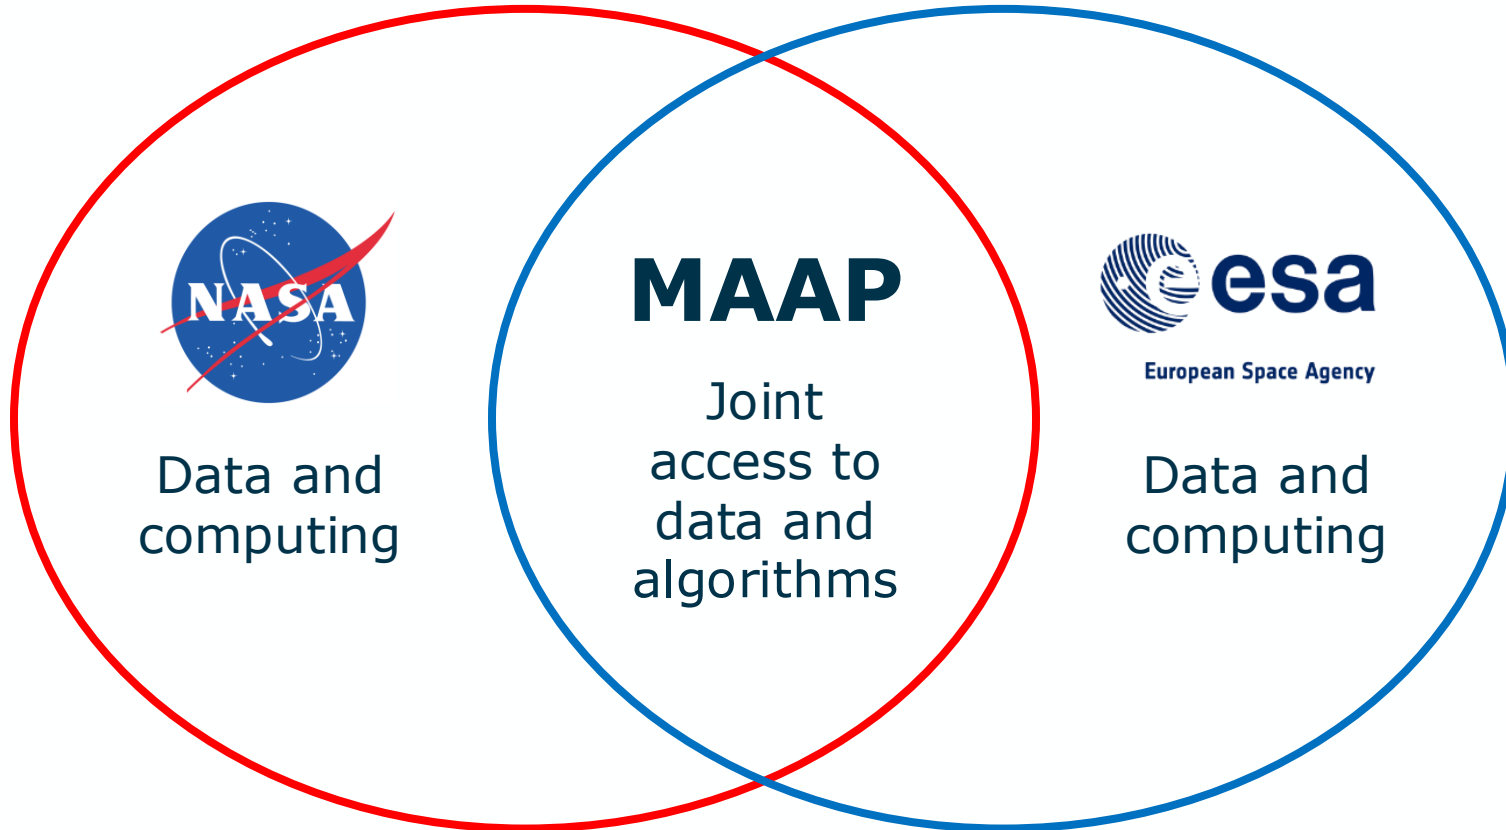 NASA
Data and
computing
MAAP
Joint
access to
data and
algorithms
esa
European Space Agency
Data and
computing